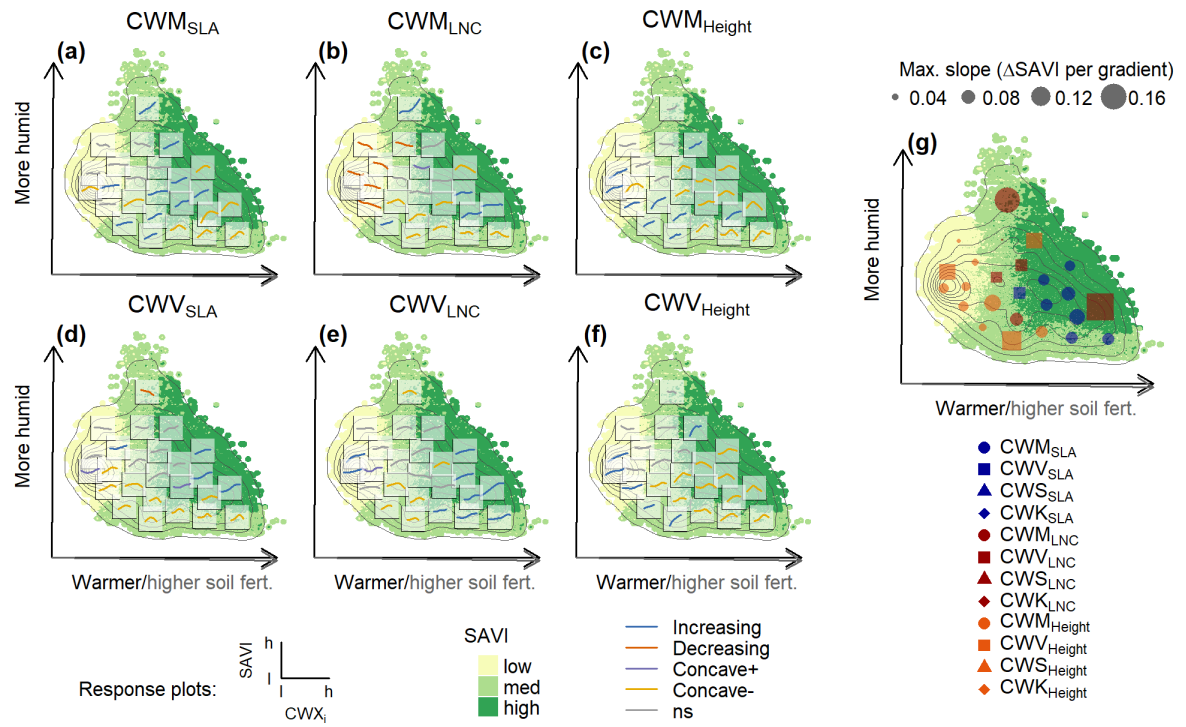 CWM_SLA
CWM_LNC
CWM_Height
(a)
(b)
(c)
More humid
CWV_SLA
CWV_LNC
CWV_Height
(d)
(e)
(f)
More humid
Warmer/higher soil fert.
Warmer/higher soil fert.
Warmer/higher soil fert.
Max. slope (ΔSAVI per gradient)
0.04 0.08 0.12 0.16
(g)
More humid
Warmer/higher soil fert.
CWM_SLA
CWV_SLA
CWS_SLA
CWK_SLA
CWM_LNC
CWV_LNC
CWS_LNC
CWK_LNC
CWM_Height
CWV_Height
CWS_Height
CWK_Height
Response plots:
SAVI
h
l
l h
CWX_i
SAVI
low
med
high
Increasing
Decreasing
Concave+
Concave-
ns